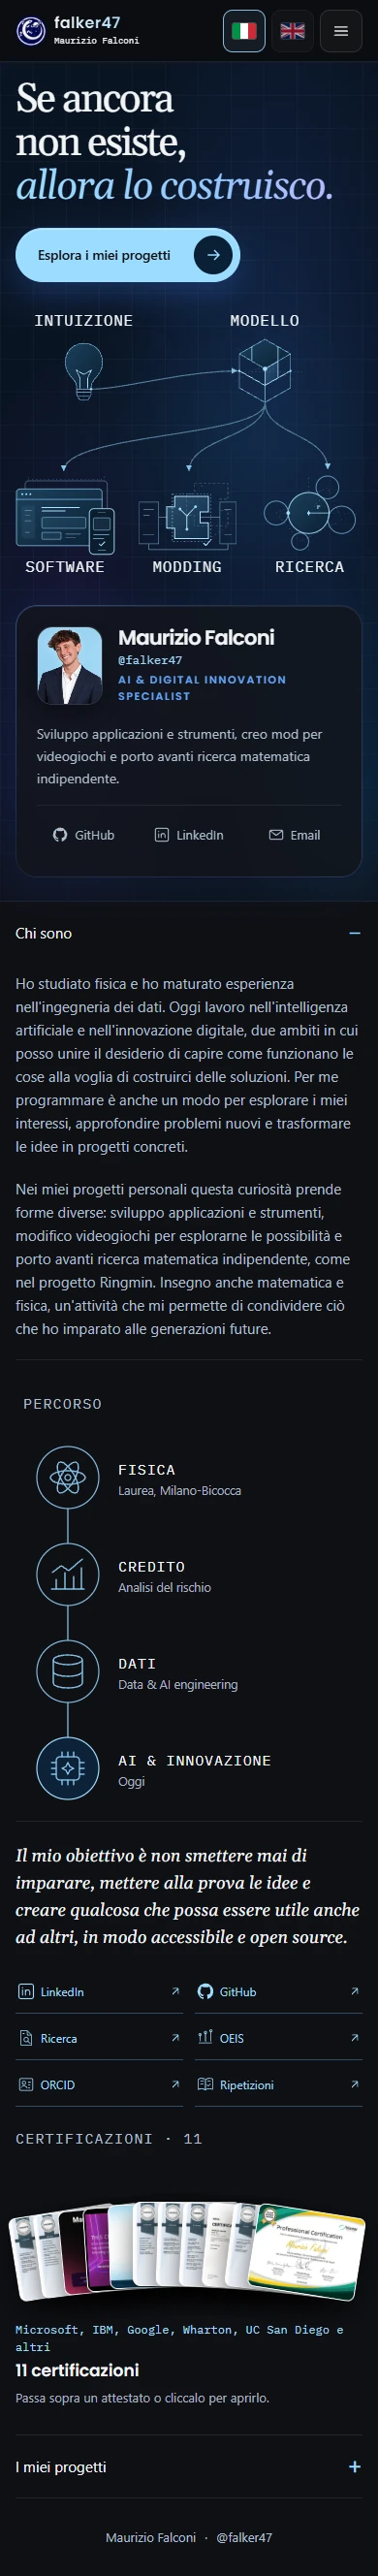 falker47
Maurizio Falconi
Se ancora
non esiste,
allora lo costruisco.
Esplora i miei progetti
INTUIZIONE
MODELLO
SOFTWARE
MODDING
RICERCA
Maurizio Falconi
@falker47
AI & DIGITAL INNOVATION
SPECIALIST
Sviluppo applicazioni e strumenti, creo mod per
videogiochi e porto avanti ricerca matematica
indipendente.
GitHub
LinkedIn
Email
Chi sono
Ho studiato fisica e ho maturato esperienza
nell'ingegneria dei dati. Oggi lavoro nell'intelligenza
artificiale e nell'innovazione digitale, due ambiti in cui
posso unire il desiderio di capire come funzionano le
cose alla voglia di costruirci delle soluzioni. Per me
programmare è anche un modo per esplorare i miei
interessi, approfondire problemi nuovi e trasformare
le idee in progetti concreti.
Nei miei progetti personali questa curiosità prende
forme diverse: sviluppo applicazioni e strumenti,
modifico videogiochi per esplorarne le possibilità e
porto avanti ricerca matematica indipendente, come
nel progetto Ringmin. Insegno anche matematica e
fisica, un'attività che mi permette di condividere ciò
che ho imparato alle generazioni future.
PERCORSO
FISICA
Laurea, Milano-Bicocca
CREDITO
Analisi del rischio
DATI
Data & AI engineering
AI & INNOVAZIONE
Oggi
Il mio obiettivo è non smettere mai di
imparare, mettere alla prova le idee e
creare qualcosa che possa essere utile anche
ad altri, in modo accessibile e open source.
LinkedIn
GitHub
Ricerca
OEIS
ORCID
Ripetizioni
CERTIFICAZIONI · 11
Professional Certification
Microsoft, IBM, Google, Wharton, UC San Diego e
altri
11 certificazioni
Passa sopra un attestato o cliccalo per aprirlo.
I miei progetti
Maurizio Falconi · @falker47